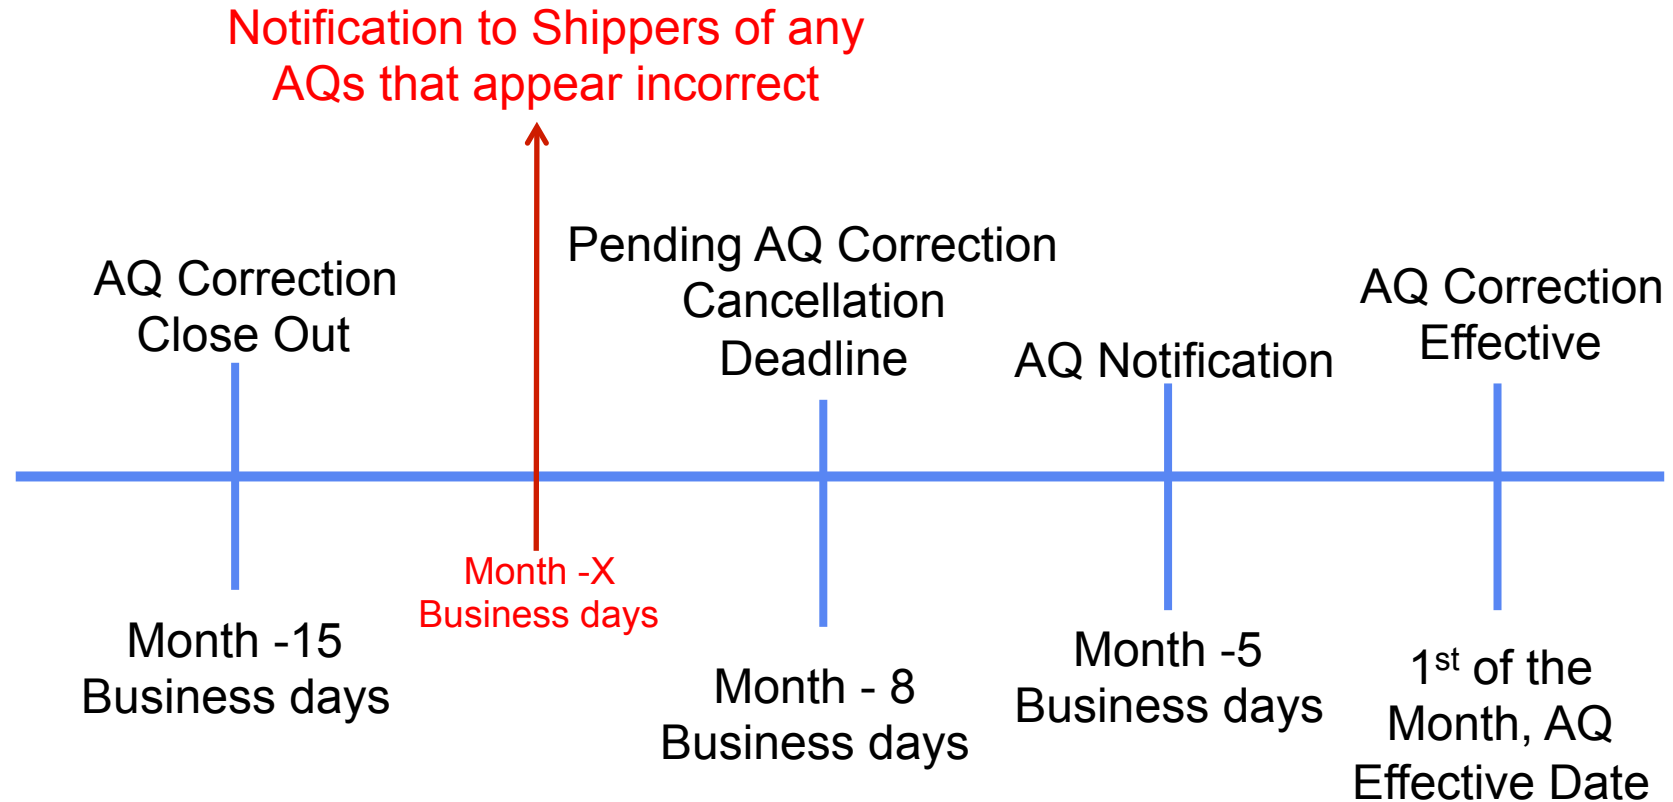 Notification to Shippers of any
AQs that appear incorrect
AQ Correction
Close Out
Pending AQ Correction
Cancellation
Deadline
AQ Notification
AQ Correction
Effective
Month -15
Business days
Month -X
Business days
Month - 8
Business days
Month -5
Business days
1st of the
Month, AQ
Effective Date